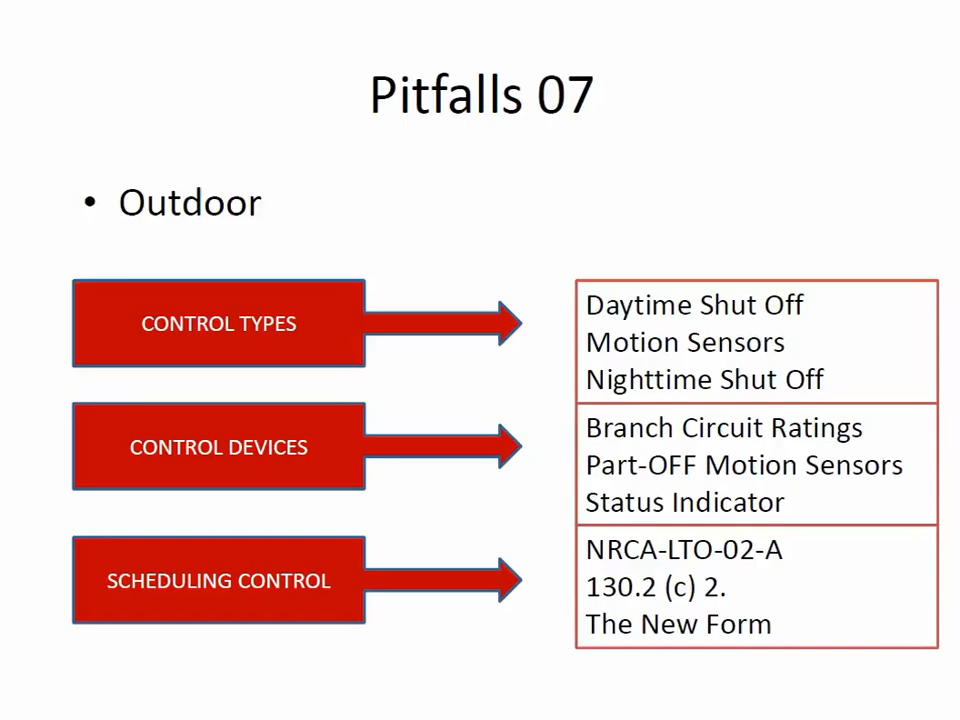 Pitfalls 07
• Outdoor
CONTROL TYPES
Daytime Shut Off
Motion Sensors
Nighttime Shut Off
CONTROL DEVICES
Branch Circuit Ratings
Part-OFF Motion Sensors
Status Indicator
SCHEDULING CONTROL
NRCA-LTO-02-A
130.2 (c) 2.
The New Form